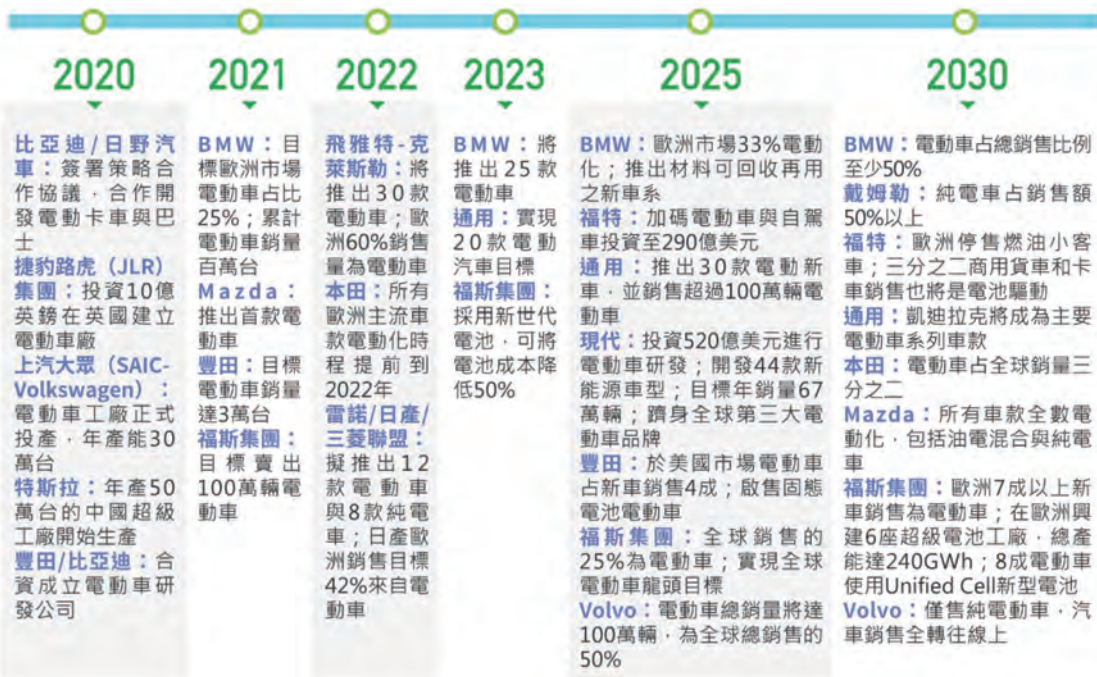 2020
比亞迪/日野汽
車：簽署策略合
作協議，合作開
發電動卡車與巴
士
捷豹路虎（JLR）
集團：投資10億
英鎊在英國建立
電動車廠
上汽大眾（SAIC-
Volkswagen）：
電動車工廠正式
投產，年產能30
萬台
特斯拉：年產50
萬台的中國超級
工廠開始生產
豐田/比亞迪：合
資成立電動車研
發公司
2021
BMW：目
標歐洲市場
電動車占比
25%；累計
電動車銷量
百萬台
Mazda：
推出首款電
動車
豐田：目標
電動車銷量
達3萬台
福斯集團：
目標賣出
100萬輛電
動車
2022
飛雅特-克
萊斯勒：將
推出30款
電動車；歐
洲60%銷售
量為電動車
本田：所有
歐洲主流車
款電動化時
程提前到
2022年
雷諾/日產/
三菱聯盟：
擬推出12
款電動車
與8款純電
車；日產歐
洲銷售目標
42%來自電
動車
2023
BMW：將
推出25款
電動車
通用：實現
20款電動
汽車目標
福斯集團：
採用新世代
電池，可將
電池成本降
低50%
2025
BMW：歐洲市場33%電動
化；推出材料可回收再用
之新車系
福特：加碼電動車與自駕
車投資至290億美元
通用：推出30款電動新
車，並銷售超過100萬輛電
動車
現代：投資520億美元進行
電動車研發；開發44款新
能源車型；目標年銷量67
萬輛；躋身全球第三大電
動車品牌
豐田：於美國市場電動車
占新車銷售4成；啟售固態
電池電動車
福斯集團：全球銷售的
25%為電動車；實現全球
電動車龍頭目標
Volvo：電動車總銷量將達
100萬輛，為全球總銷售的
50%
2030
BMW：電動車占總銷售比例
至少50%
戴姆勒：純電車占銷售額
50%以上
福特：歐洲停售燃油小客
車；三分之二商用貨車和卡
車銷售也將是電池驅動
通用：凱迪拉克將成為主要
電動車系列車款
本田：電動車占全球銷量三
分之二
Mazda：所有車款全數電
動化，包括油電混合與純電
車
福斯集團：歐洲7成以上新
車銷售為電動車；在歐洲興
建6座超級電池工廠，總產
能達240GWh；8成電動車
使用Unified Cell新型電池
Volvo：僅售純電動車，汽
車銷售全轉往線上